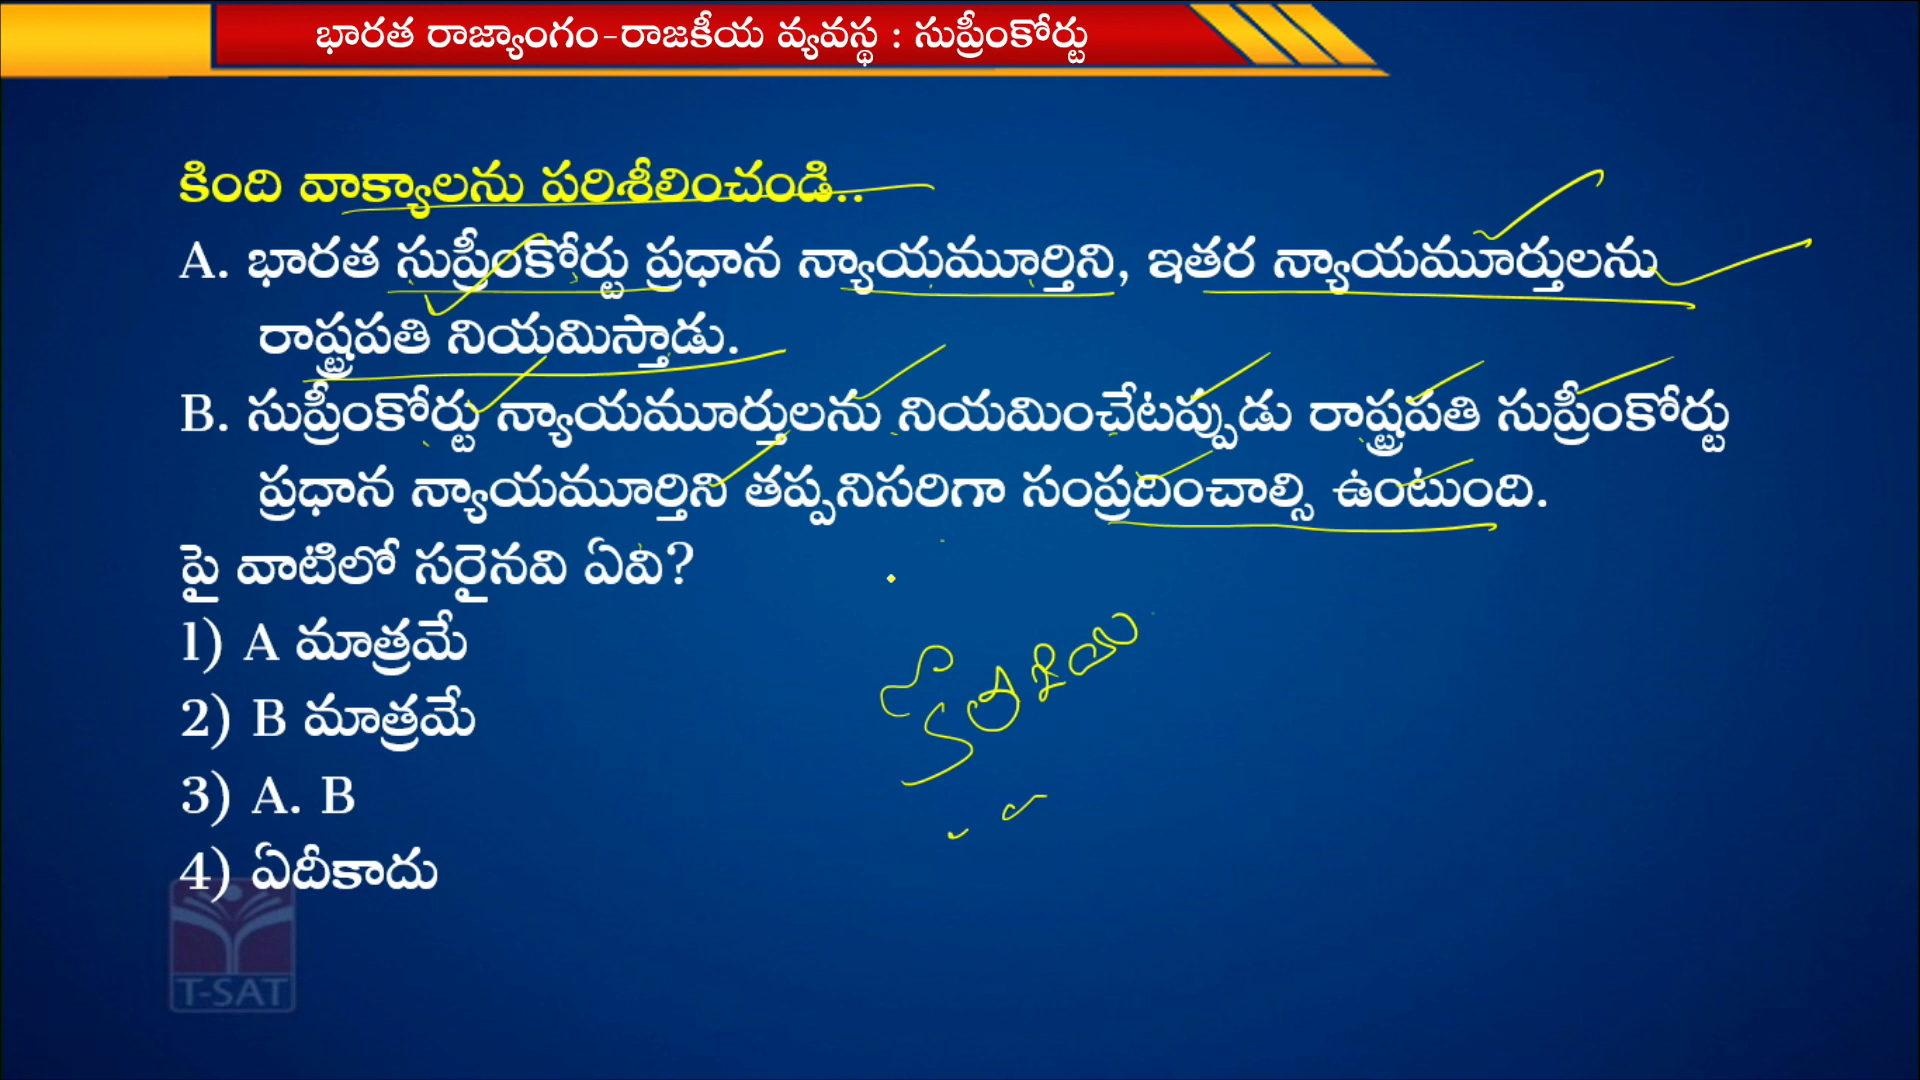 భారత రాజ్యాంగం-రాజకీయ వ్యవస్థ : సుప్రీంకోర్టు
కింది వాక్యాలను పరిశీలించండి..
A. భారత సుప్రీంకోర్టు ప్రధాన న్యాయమూర్తిని, ఇతర న్యాయమూర్తులను
రాష్ట్రపతి నియమిస్తాడు.
B. సుప్రీంకోర్టు న్యాయమూర్తులను నియమించేటప్పుడు రాష్ట్రపతి సుప్రీంకోర్టు
ప్రధాన న్యాయమూర్తిని తప్పనిసరిగా సంప్రదించాల్సి ఉంటుంది.
పై వాటిలో సరైనవి ఏవి?
1) A మాత్రమే
2) B మాత్రమే
3) A. B
4) ఏదీకాదు
T-SAT